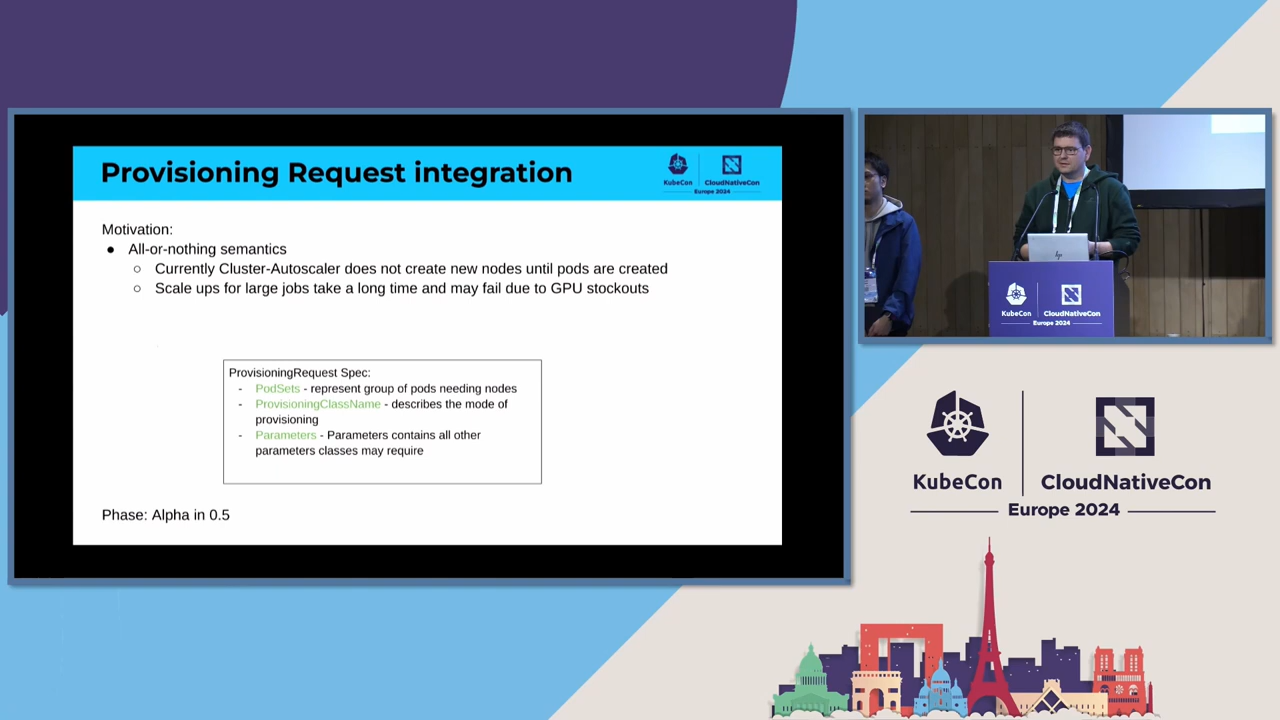 Provisioning Request integration
KubeCon
CloudNativeCon
Europe 2024
Motivation:
● All-or-nothing semantics
○ Currently Cluster-Autoscaler does not create new nodes until pods are created
○ Scale ups for large jobs take a long time and may fail due to GPU stockouts
ProvisioningRequest Spec:
- PodSets - represent group of pods needing nodes
- ProvisioningClassName - describes the mode of
provisioning
- Parameters - Parameters contains all other
parameters classes may require
Phase: Alpha in 0.5
hp
KubeCon
CloudNativeCon
Europe 2024
KubeCon
CloudNativeCon
Europe 2024